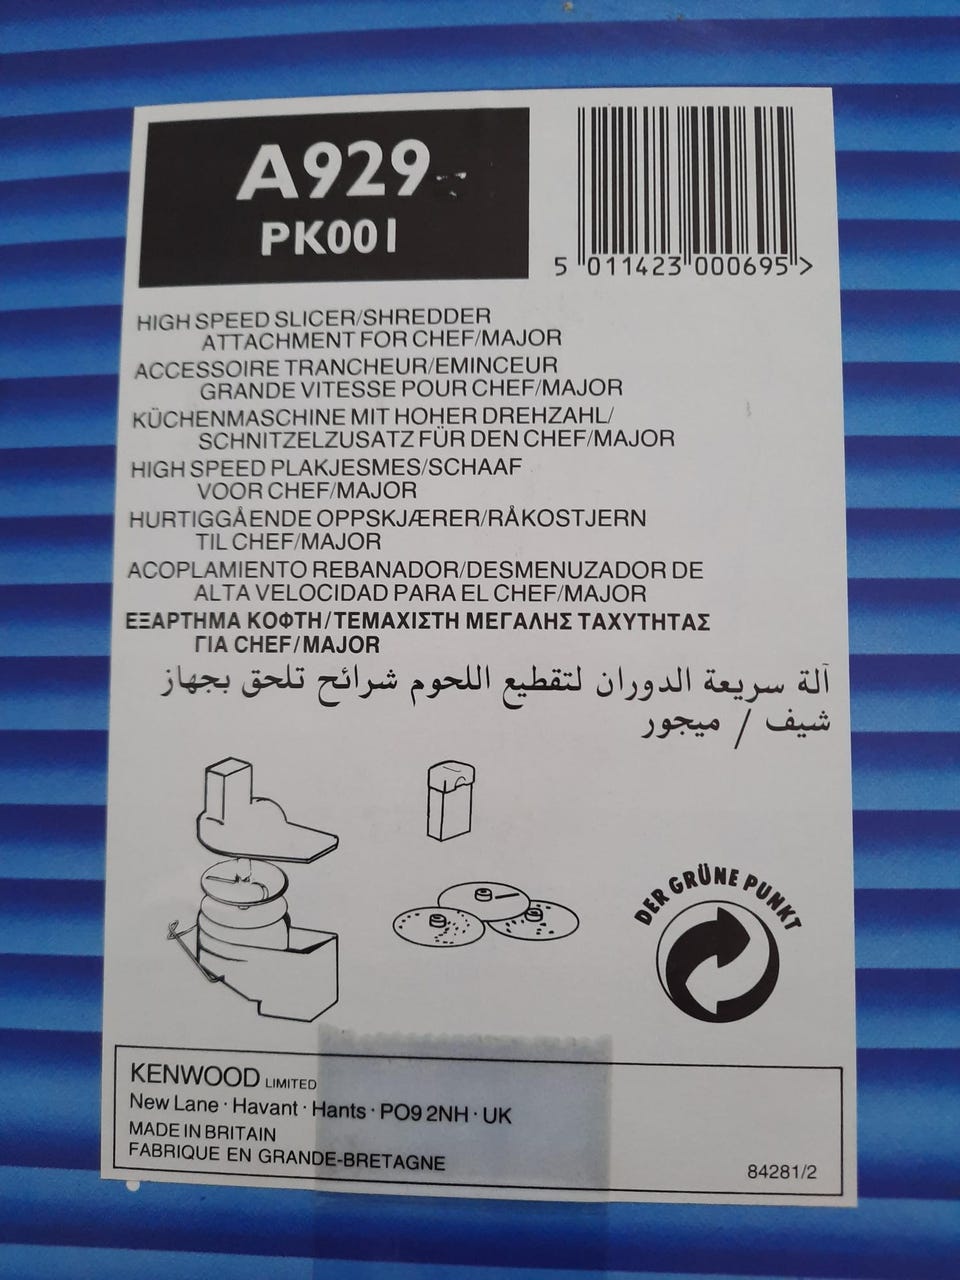 A929
PK001
5 011423 000695 >
HIGH SPEED SLICER/SHREDDER
ATTACHMENT FOR CHEF/MAJOR
ACCESSOIRE TRANCHEUR/EMINCEUR
GRANDE VITESSE POUR CHEF/MAJOR
KÜCHENMASCHINE MIT HOHER DREHZAHL/
SCHNITZELZUSATZ FÜR DEN CHEF/MAJOR
HIGH SPEED PLAKJESMES/SCHAAF
VOOR CHEF/MAJOR
HURTIGGÅENDE OPPSKJÆRER/RÅKOSTJERN
TIL CHEF/MAJOR
ACOPLAMIENTO REBANADOR/DESMENUZADOR DE
ALTA VELOCIDAD PARA EL CHEF/MAJOR
ΕΞΑΡΤΗΜΑ ΚΟΦΤΗ/ΤΕΜΑΧΙΣΤΗ ΜΕΓΑΛΗΣ ΤΑΧΥΤΗΤΑΣ
ΓΙΑ CHEF/MAJOR
آلة سريعة الدوران لتقطيع اللحوم شرائح تلحق بجهاز
شيف / ميجور
DER GRÜNE PUNKT
KENWOOD LIMITED
New Lane · Havant · Hants · PO9 2NH · UK
MADE IN BRITAIN
FABRIQUE EN GRANDE-BRETAGNE
84281/2